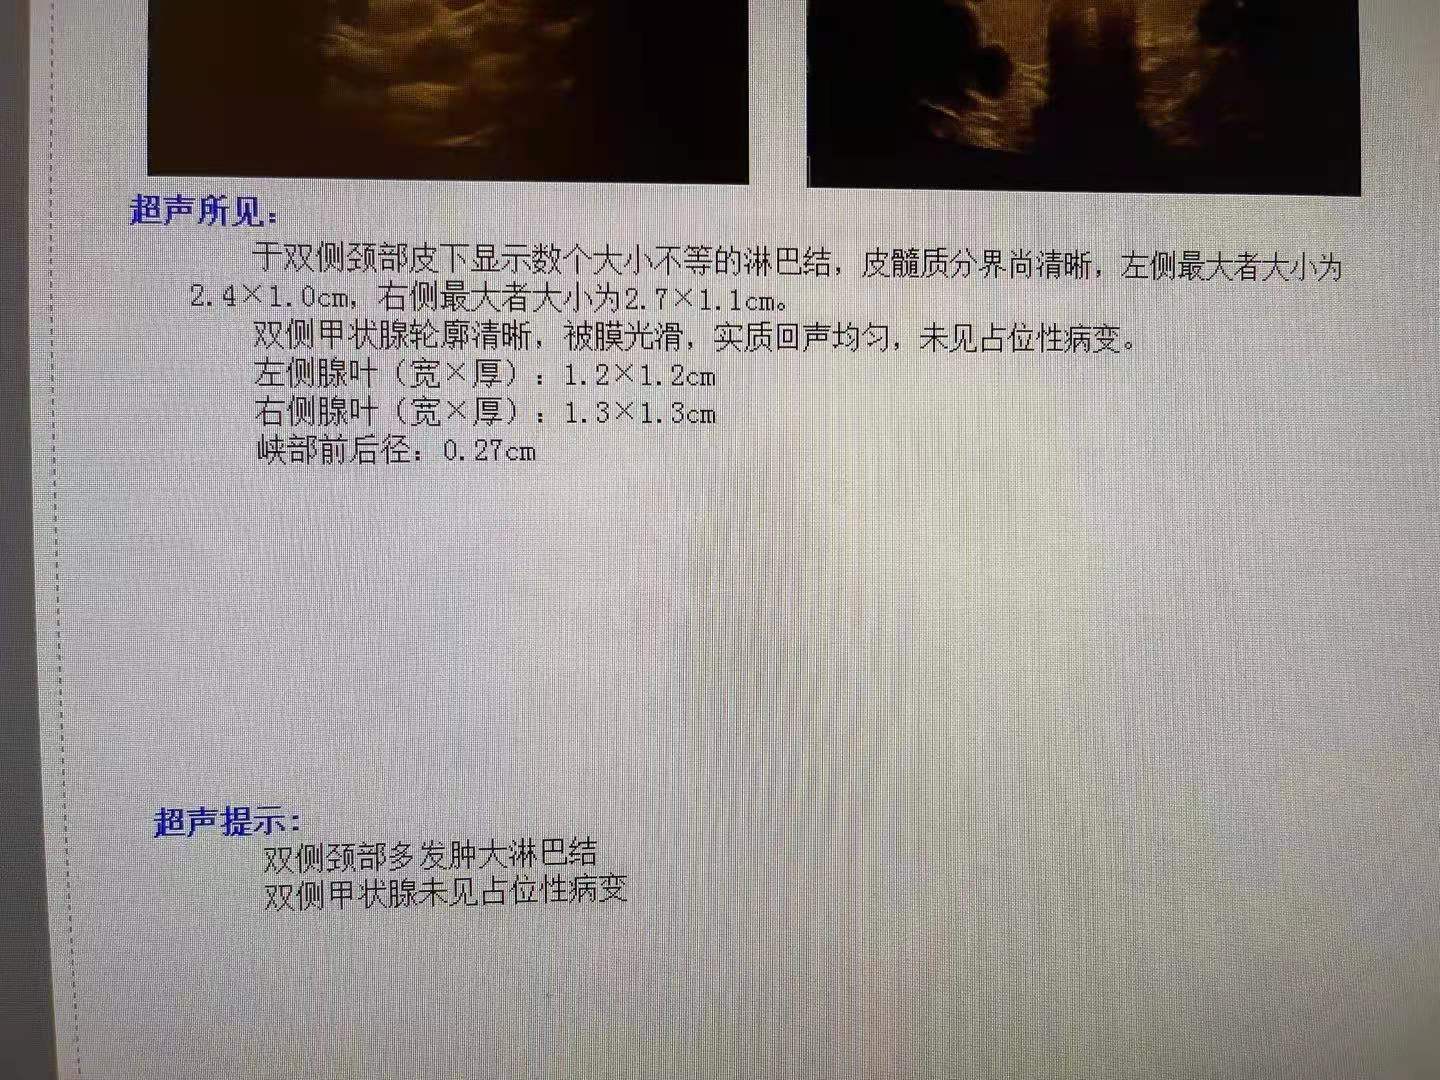 超声所见：
于双侧颈部皮下显示数个大小不等的淋巴结，皮髓质分界尚清晰，左侧最大者大小为
2.4×1.0cm，右侧最大者大小为2.7×1.1cm。
双侧甲状腺轮廓清晰，被膜光滑，实质回声均匀，未见占位性病变。
左侧腺叶（宽×厚）：1.2×1.2cm
右侧腺叶（宽×厚）：1.3×1.3cm
峡部前后径：0.27cm
超声提示：
双侧颈部多发肿大淋巴结
双侧甲状腺未见占位性病变